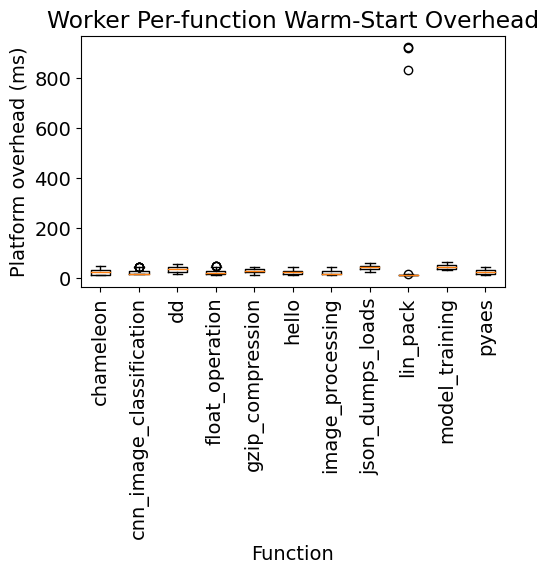 Worker Per-function Warm-Start Overhead
Platform overhead (ms)
800
600
400
200
0
chameleon
cnn_image_classification
dd
float_operation
gzip_compression
hello
image_processing
json_dumps_loads
lin_pack
model_training
pyaes
Function